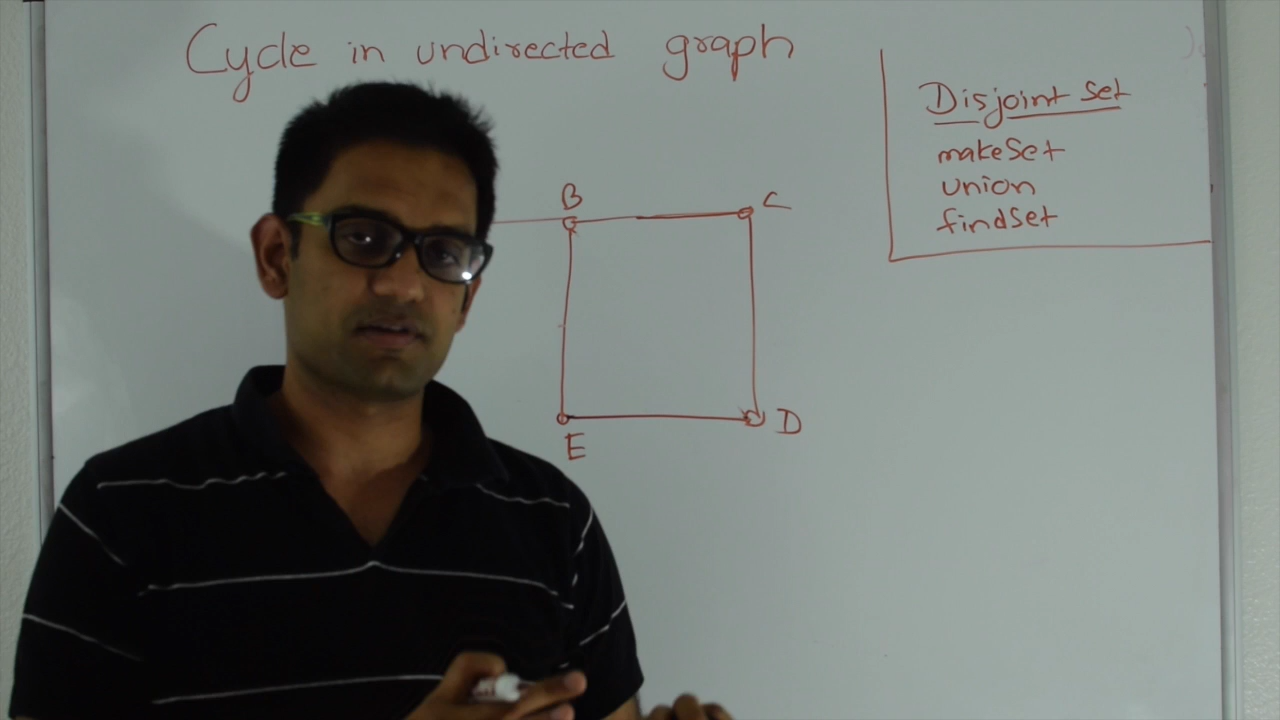 Cycle in undirected graph
Disjoint Set
makeSet
union
findSet
B
C
E
D